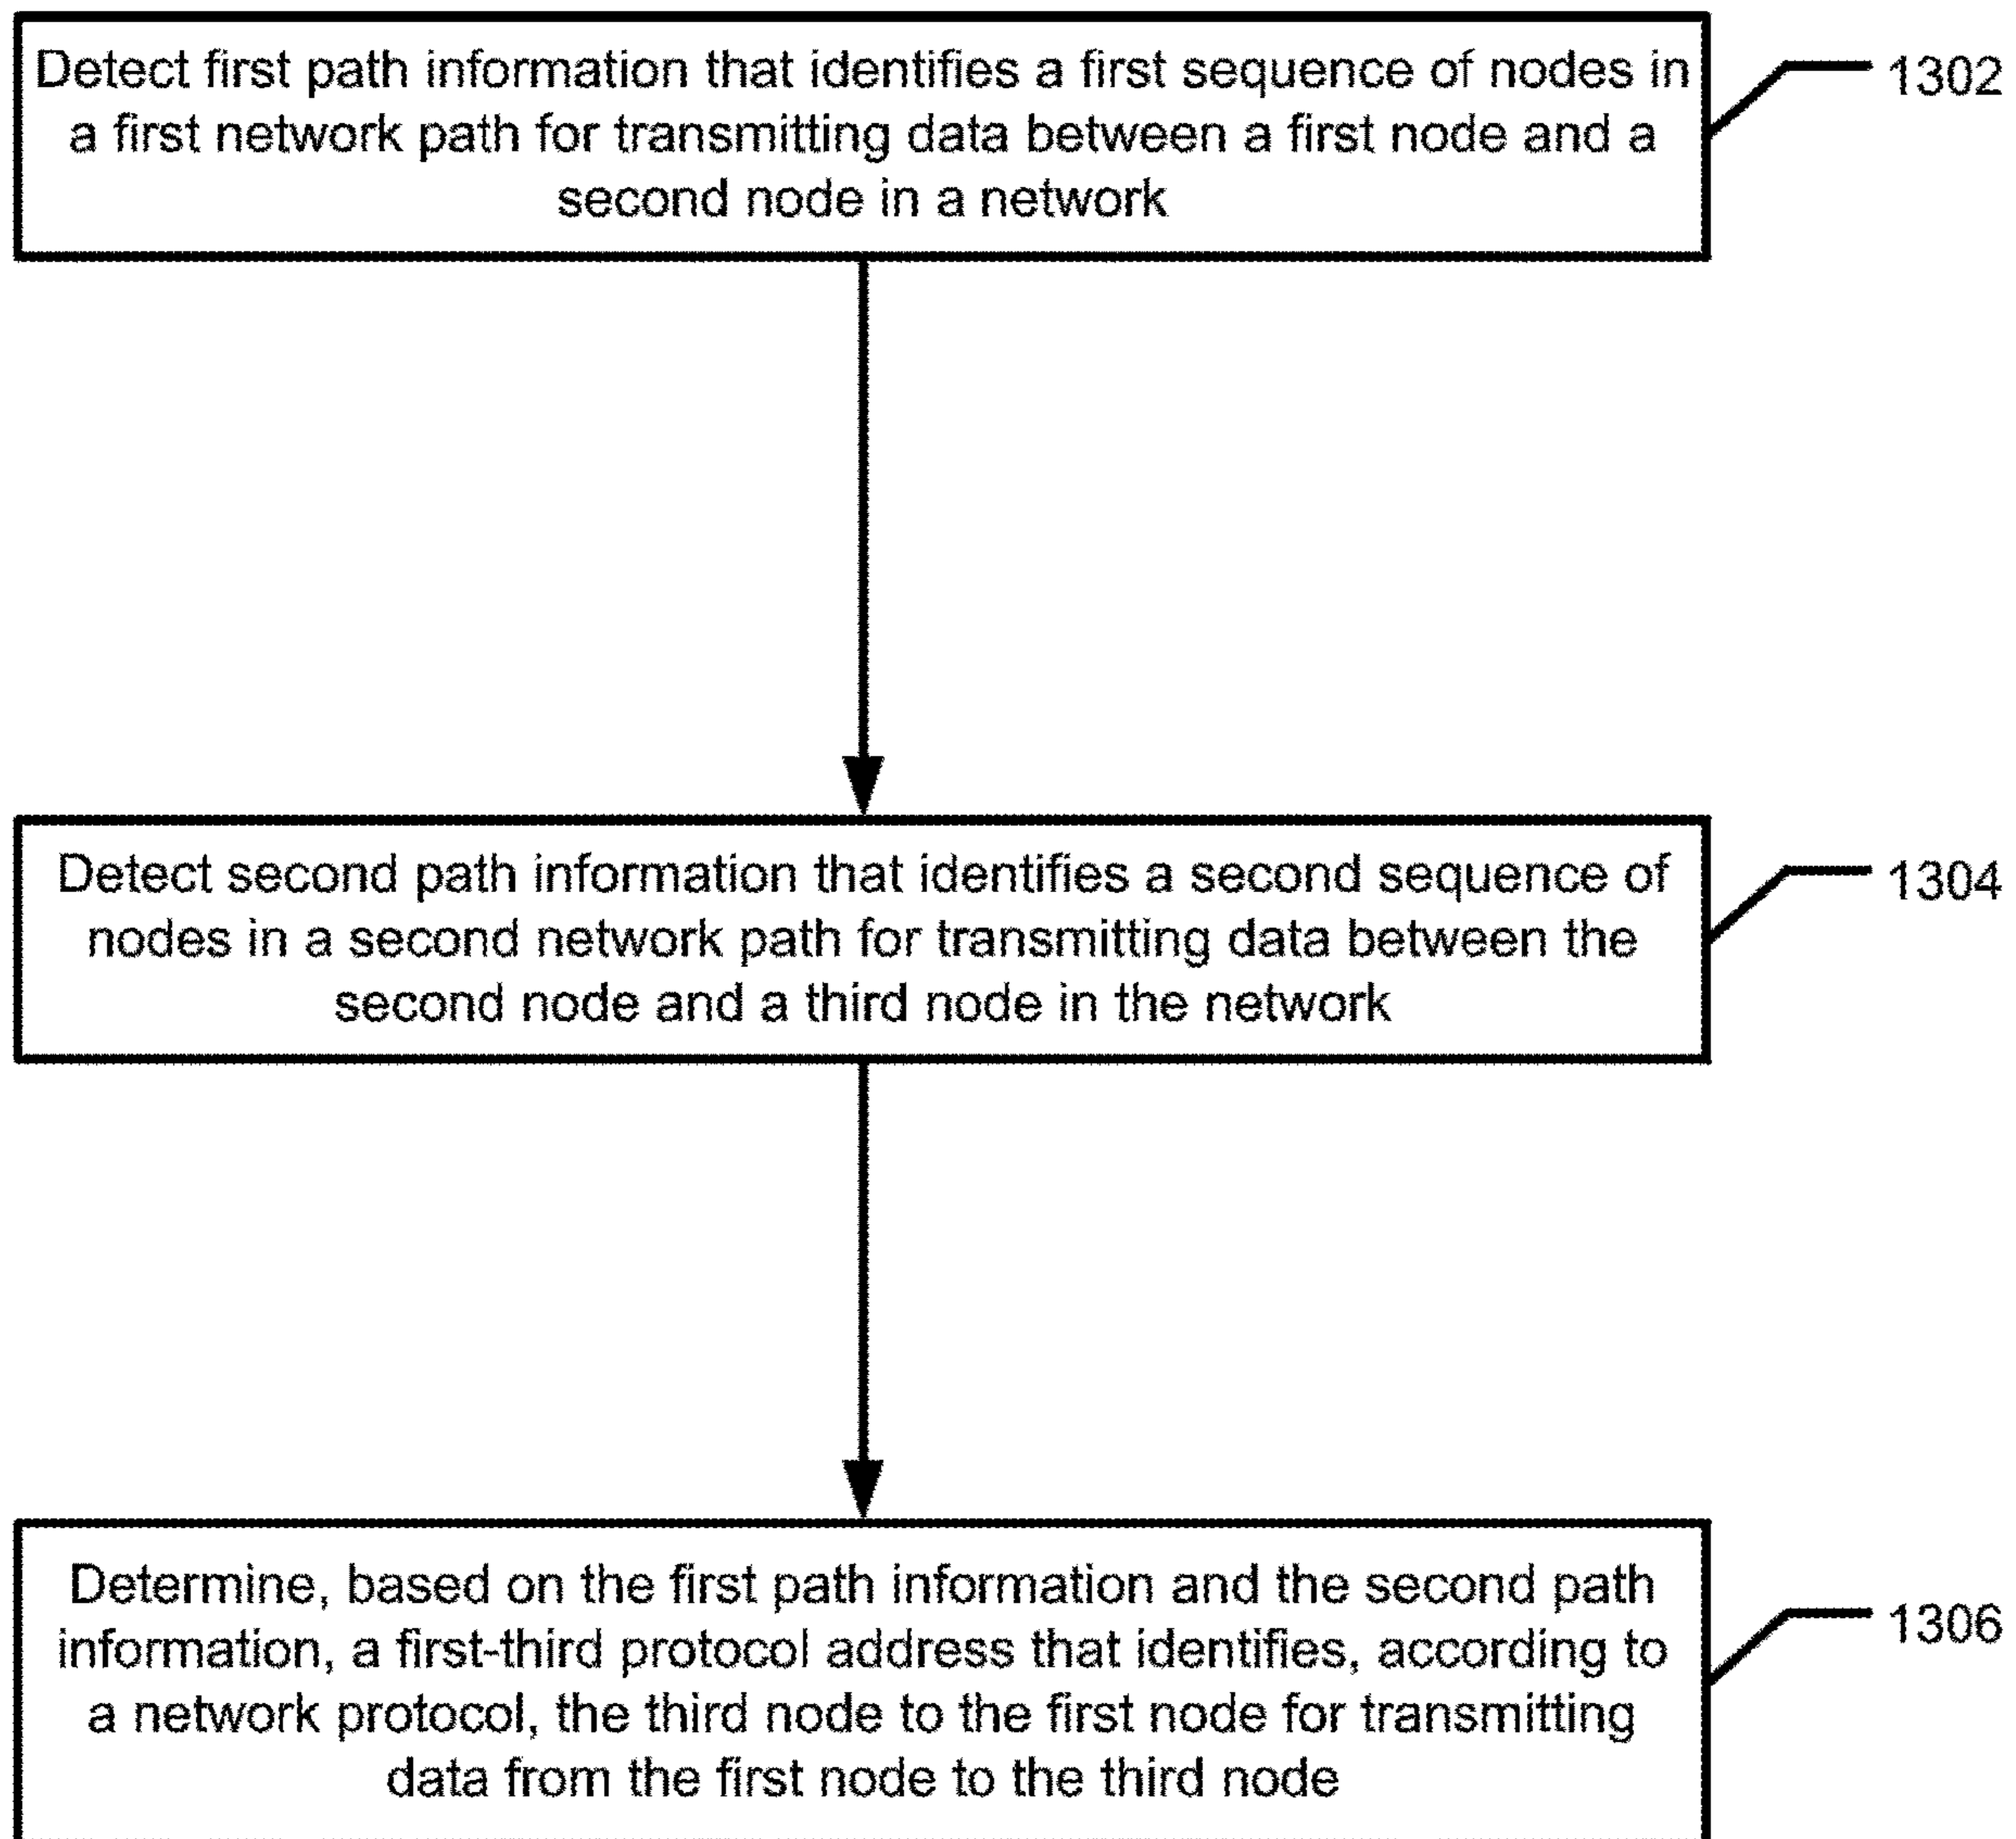 Detect first path information that identifies a first sequence of nodes in
a first network path for transmitting data between a first node and a
second node in a network
1302
Detect second path information that identifies a second sequence of
nodes in a second network path for transmitting data between the
second node and a third node in the network
1304
Determine, based on the first path information and the second path
information, a first-third protocol address that identifies, according to
a network protocol, the third node to the first node for transmitting
data from the first node to the third node
1306